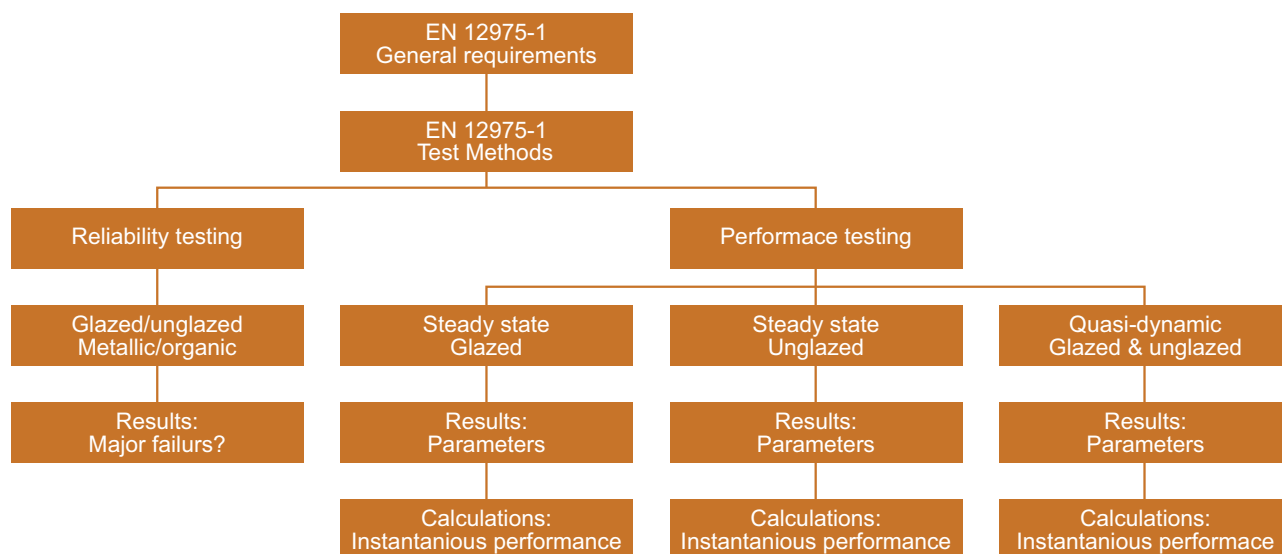 EN 12975-1
General requirements
EN 12975-1
Test Methods
Reliability testing
Performace testing
Glazed/unglazed
Metallic/organic
Steady state
Glazed
Steady state
Unglazed
Quasi-dynamic
Glazed & unglazed
Results:
Major failurs?
Results:
Parameters
Results:
Parameters
Results:
Parameters
Calculations:
Instantanious performance
Calculations:
Instantanious performance
Calculations:
Instantanious performace